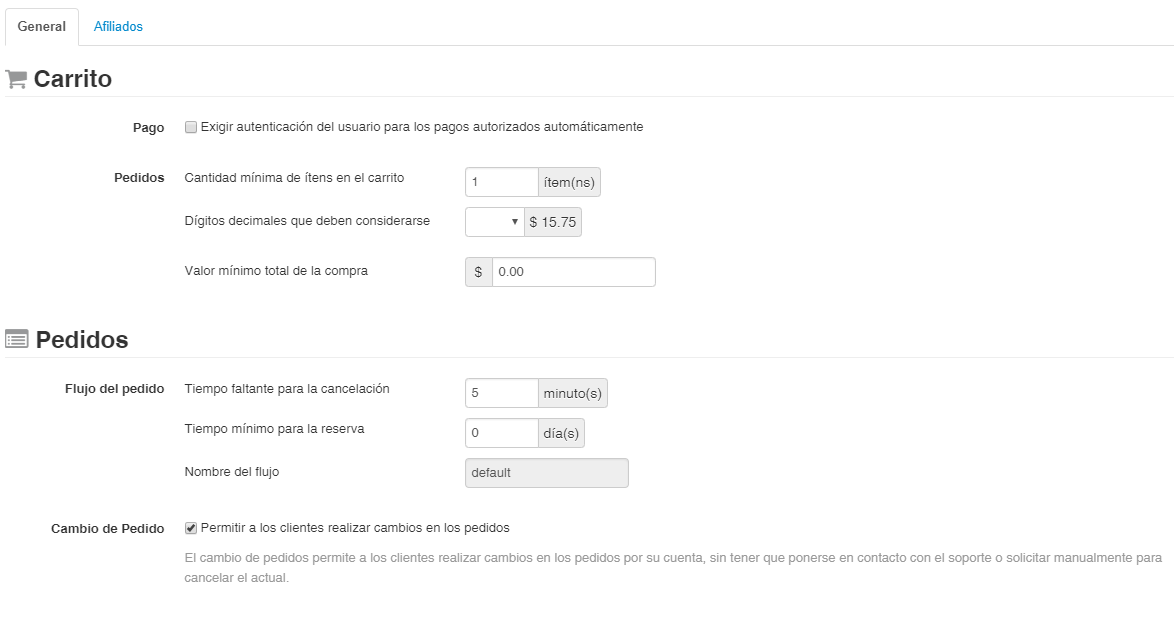 General
Afiliados
Carrito
Pago
Exigir autenticación del usuario para los pagos autorizados automáticamente
Pedidos
Cantidad mínima de ítens en el carrito
1
ítem(ns)
Dígitos decimales que deben considerarse
$ 15.75
Valor mínimo total de la compra
$
0.00
Pedidos
Flujo del pedido
Tiempo faltante para la cancelación
5
minuto(s)
Tiempo mínimo para la reserva
0
día(s)
Nombre del flujo
default
Cambio de Pedido
Permitir a los clientes realizar cambios en los pedidos
El cambio de pedidos permite a los clientes realizar cambios en los pedidos por su cuenta, sin tener que ponerse en contacto con el soporte o solicitar manualmente para
cancelar el actual.